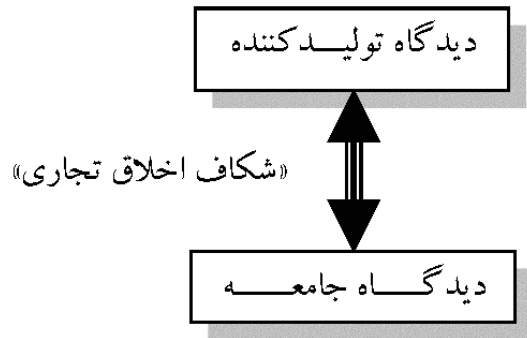 دیدگاه تولیدکننده
«شکاف اخلاق تجاری»
دیدگاه جامعه